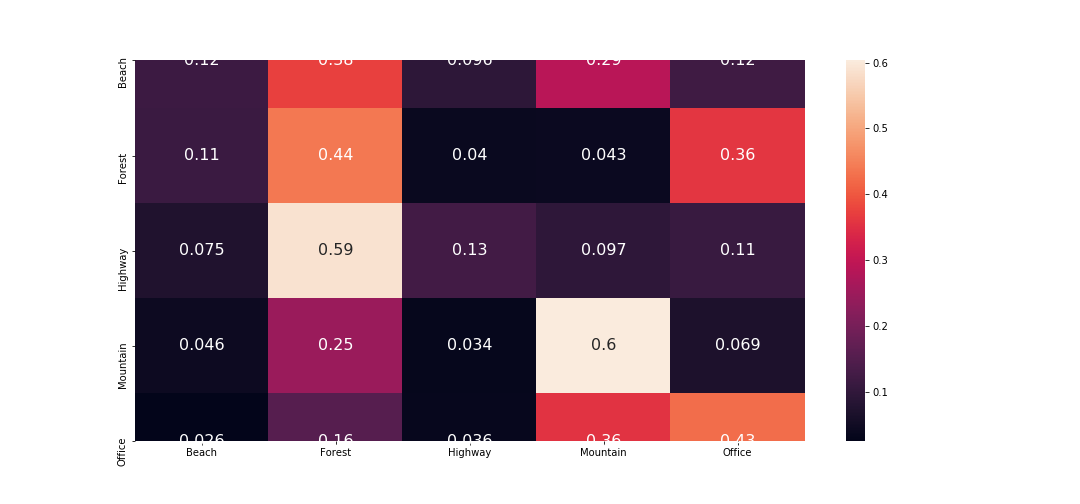 Beach 0.12 0.38 0.096 0.29 0.12
Forest 0.11 0.44 0.04 0.043 0.36
Highway 0.075 0.59 0.13 0.097 0.11
Mountain 0.046 0.25 0.034 0.6 0.069
Office 0.026 0.16 0.036 0.36 0.43
Beach Forest Highway Mountain Office
0.6
0.5
0.4
0.3
0.2
0.1